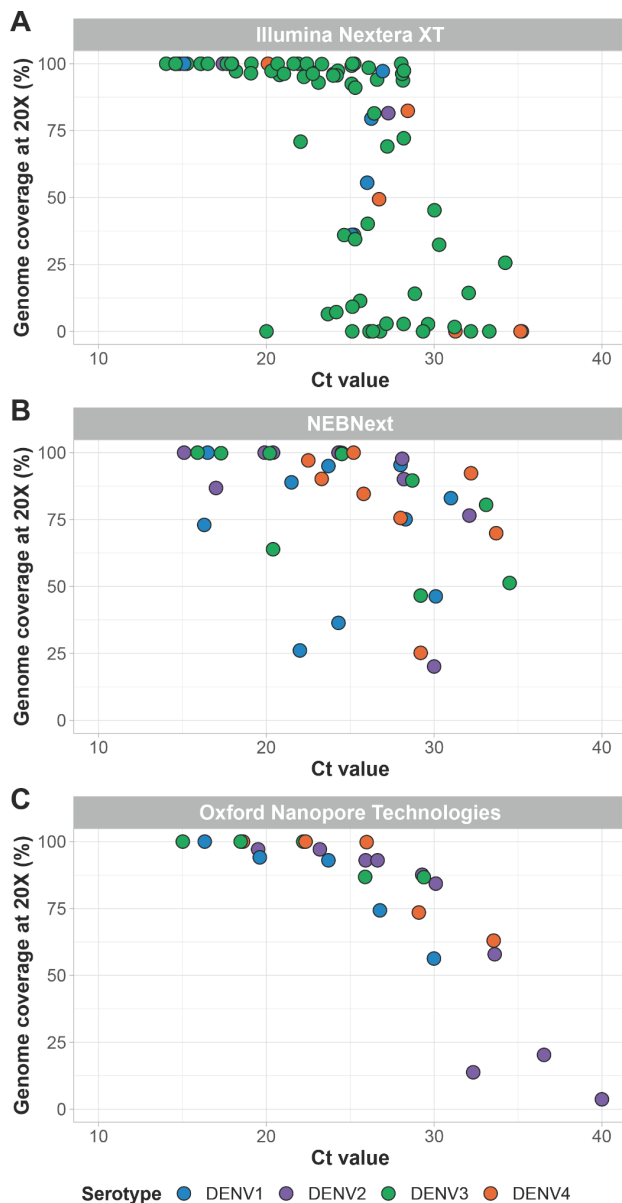 A
Illumina Nextera XT
Genome coverage at 20X (%)
100
75
50
25
0
10 20 30 40
Ct value
B
NEBNext
Genome coverage at 20X (%)
100
75
50
25
0
10 20 30 40
Ct value
C
Oxford Nanopore Technologies
Genome coverage at 20X (%)
100
75
50
25
0
10 20 30 40
Ct value
Serotype DENV1 DENV2 DENV3 DENV4